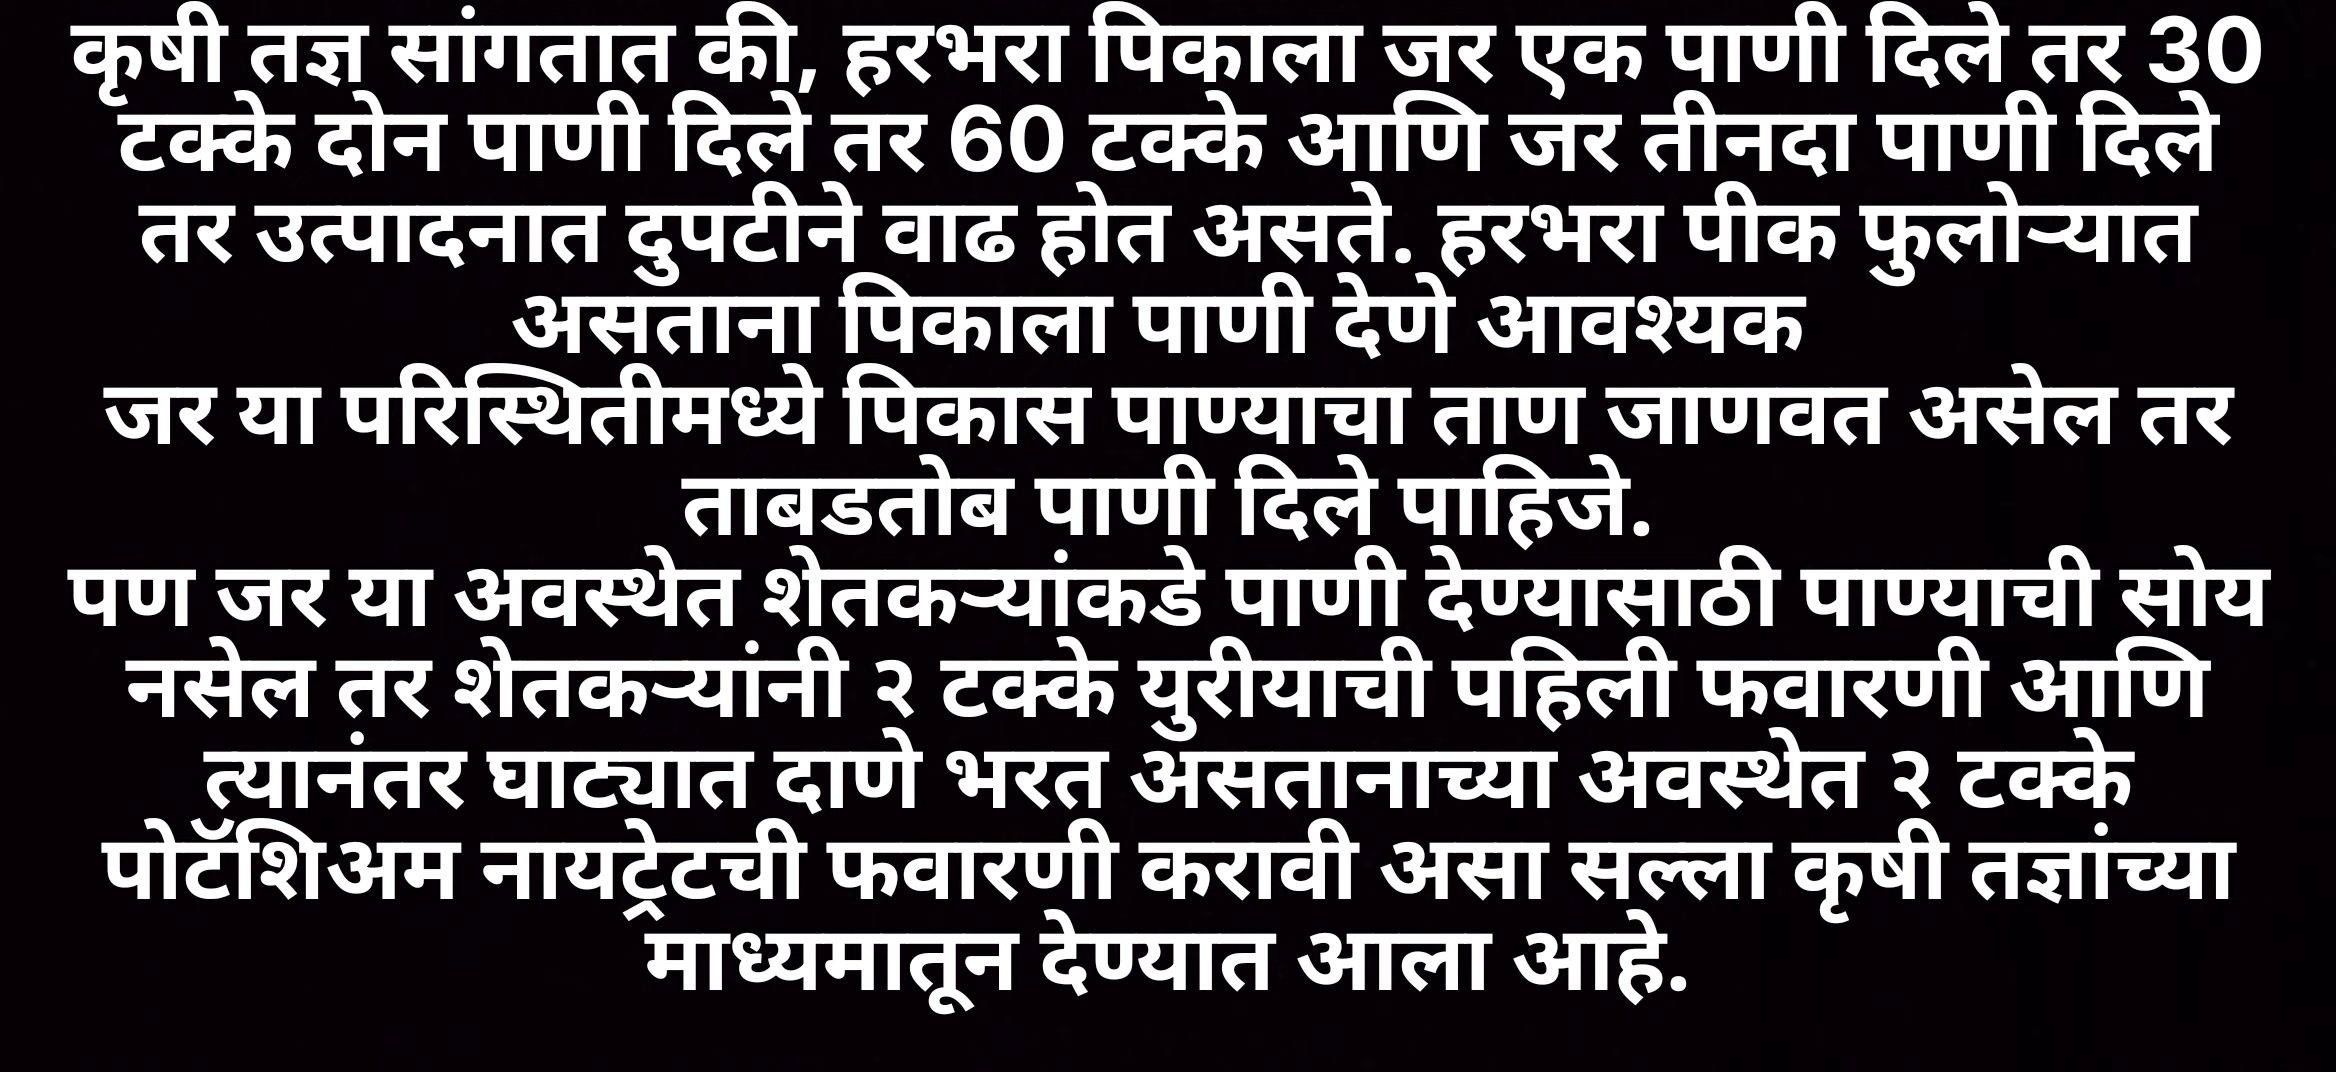 कृषी तज्ञ सांगतात की, हरभरा पिकाला जर एक पाणी दिले तर 30
टक्के दोन पाणी दिले तर 60 टक्के आणि जर तीनदा पाणी दिले
तर उत्पादनात दुपटीने वाढ होत असते. हरभरा पीक फुलोऱ्यात
असताना पिकाला पाणी देणे आवश्यक
जर या परिस्थितीमध्ये पिकास पाण्याचा ताण जाणवत असेल तर
ताबडतोब पाणी दिले पाहिजे.
पण जर या अवस्थेत शेतकऱ्यांकडे पाणी देण्यासाठी पाण्याची सोय
नसेल तर शेतकऱ्यांनी २ टक्के युरीयाची पहिली फवारणी आणि
त्यानंतर घाट्यात दाणे भरत असतानाच्या अवस्थेत २ टक्के
पोटॅशिअम नायट्रेटची फवारणी करावी असा सल्ला कृषी तज्ञांच्या
माध्यमातून देण्यात आला आहे.